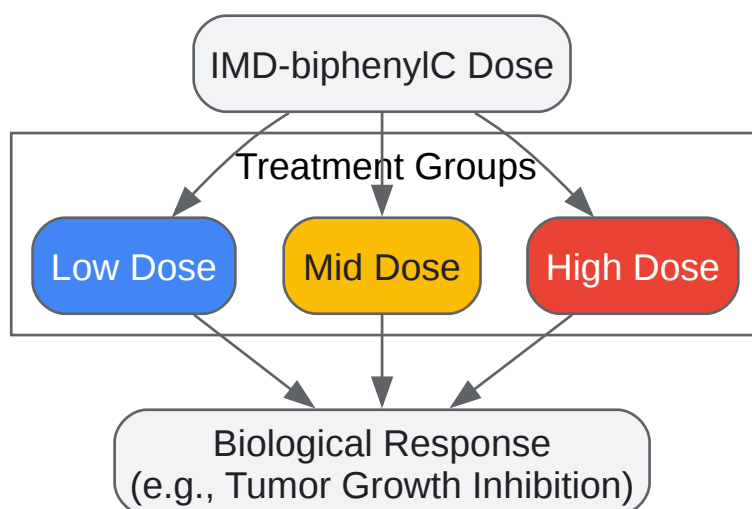 IMD-biphenylC Dose
Treatment Groups
Low Dose
Mid Dose
High Dose
Biological Response
(e.g., Tumor Growth Inhibition)